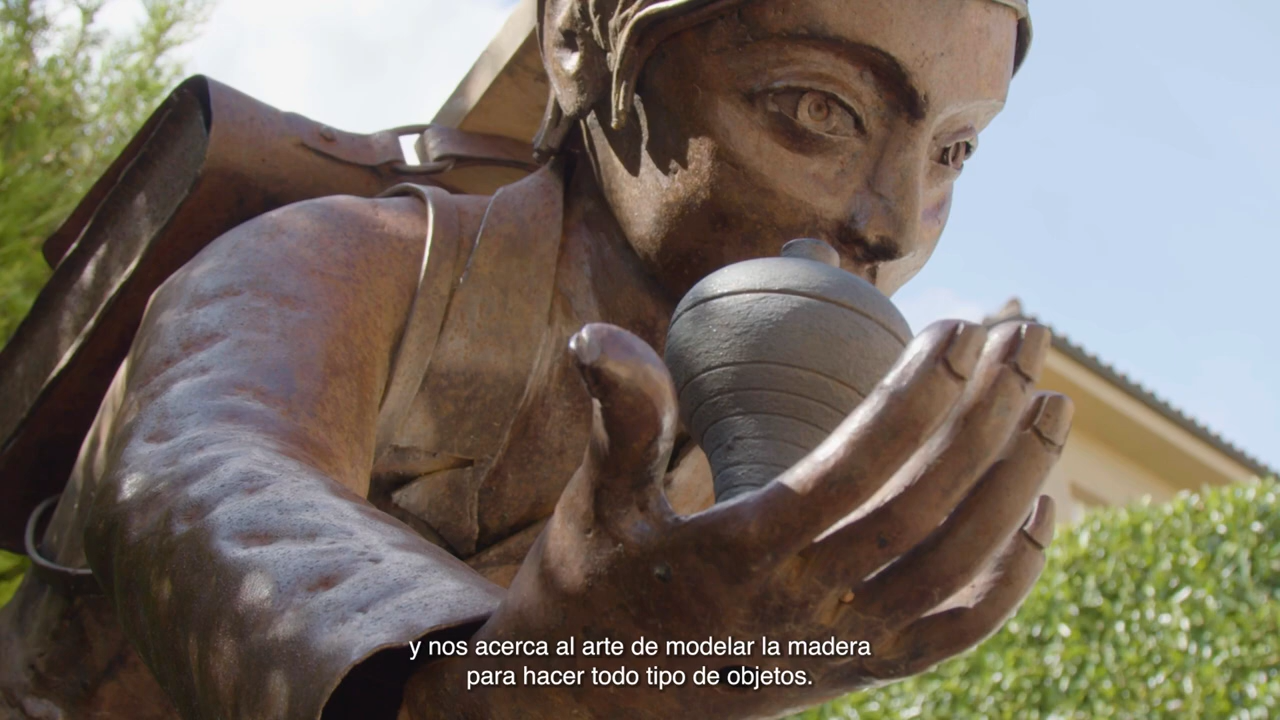 y nos acerca al arte de modelar la madera
para hacer todo tipo de objetos.